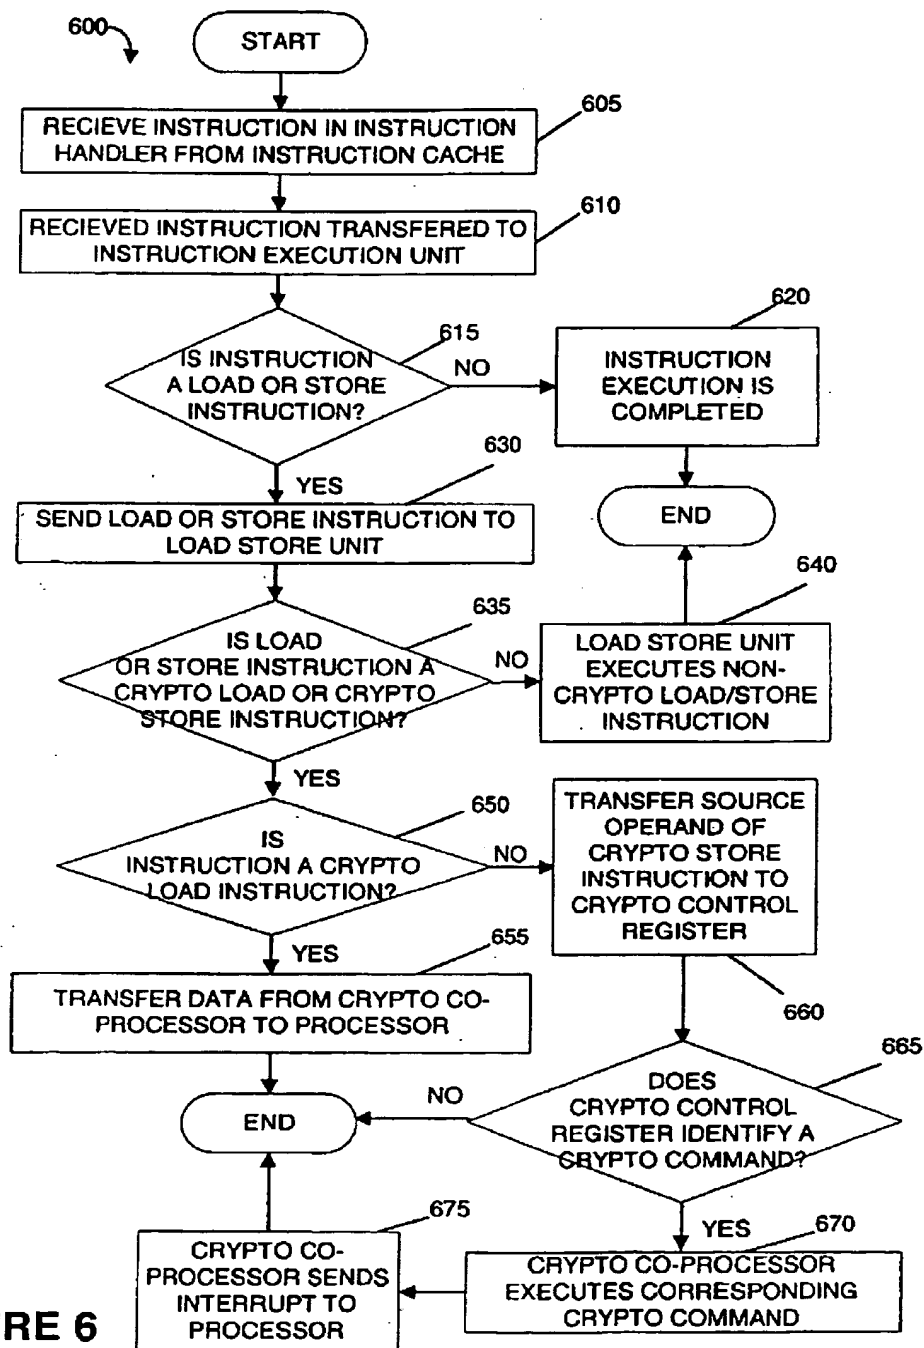 600
START
605
RECIEVE INSTRUCTION IN INSTRUCTION
HANDLER FROM INSTRUCTION CACHE
610
RECIEVED INSTRUCTION TRANSFERED TO
INSTRUCTION EXECUTION UNIT
615
IS INSTRUCTION
A LOAD OR STORE
INSTRUCTION?
NO
620
INSTRUCTION
EXECUTION IS
COMPLETED
END
YES
630
SEND LOAD OR STORE INSTRUCTION TO
LOAD STORE UNIT
635
IS LOAD
OR STORE INSTRUCTION A
CRYPTO LOAD OR CRYPTO
STORE INSTRUCTION?
NO
640
LOAD STORE UNIT
EXECUTES NON-
CRYPTO LOAD/STORE
INSTRUCTION
YES
650
IS
INSTRUCTION A CRYPTO
LOAD INSTRUCTION?
NO
TRANSFER SOURCE
OPERAND OF
CRYPTO STORE
INSTRUCTION TO
CRYPTO CONTROL
REGISTER
660
YES
655
TRANSFER DATA FROM CRYPTO CO-
PROCESSOR TO PROCESSOR
END
665
DOES
CRYPTO CONTROL
REGISTER IDENTIFY A
CRYPTO COMMAND?
NO
YES
670
CRYPTO CO-PROCESSOR
EXECUTES CORRESPONDING
CRYPTO COMMAND
675
CRYPTO CO-
PROCESSOR SENDS
INTERRUPT TO
PROCESSOR
RE 6